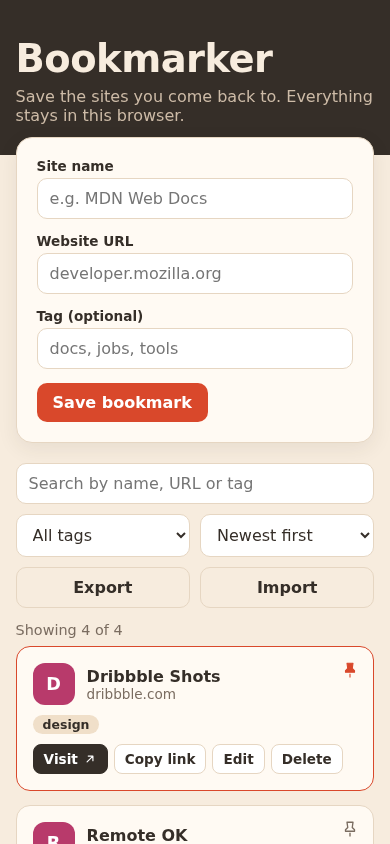 Bookmarker
Save the sites you come back to. Everything
stays in this browser.
Site name
e.g. MDN Web Docs
Website URL
developer.mozilla.org
Tag (optional)
docs, jobs, tools
Save bookmark
Search by name, URL or tag
All tags
Newest first
Export
Import
Showing 4 of 4
D
Dribbble Shots
dribbble.com
design
Visit ↗
Copy link
Edit
Delete
R
Remote OK